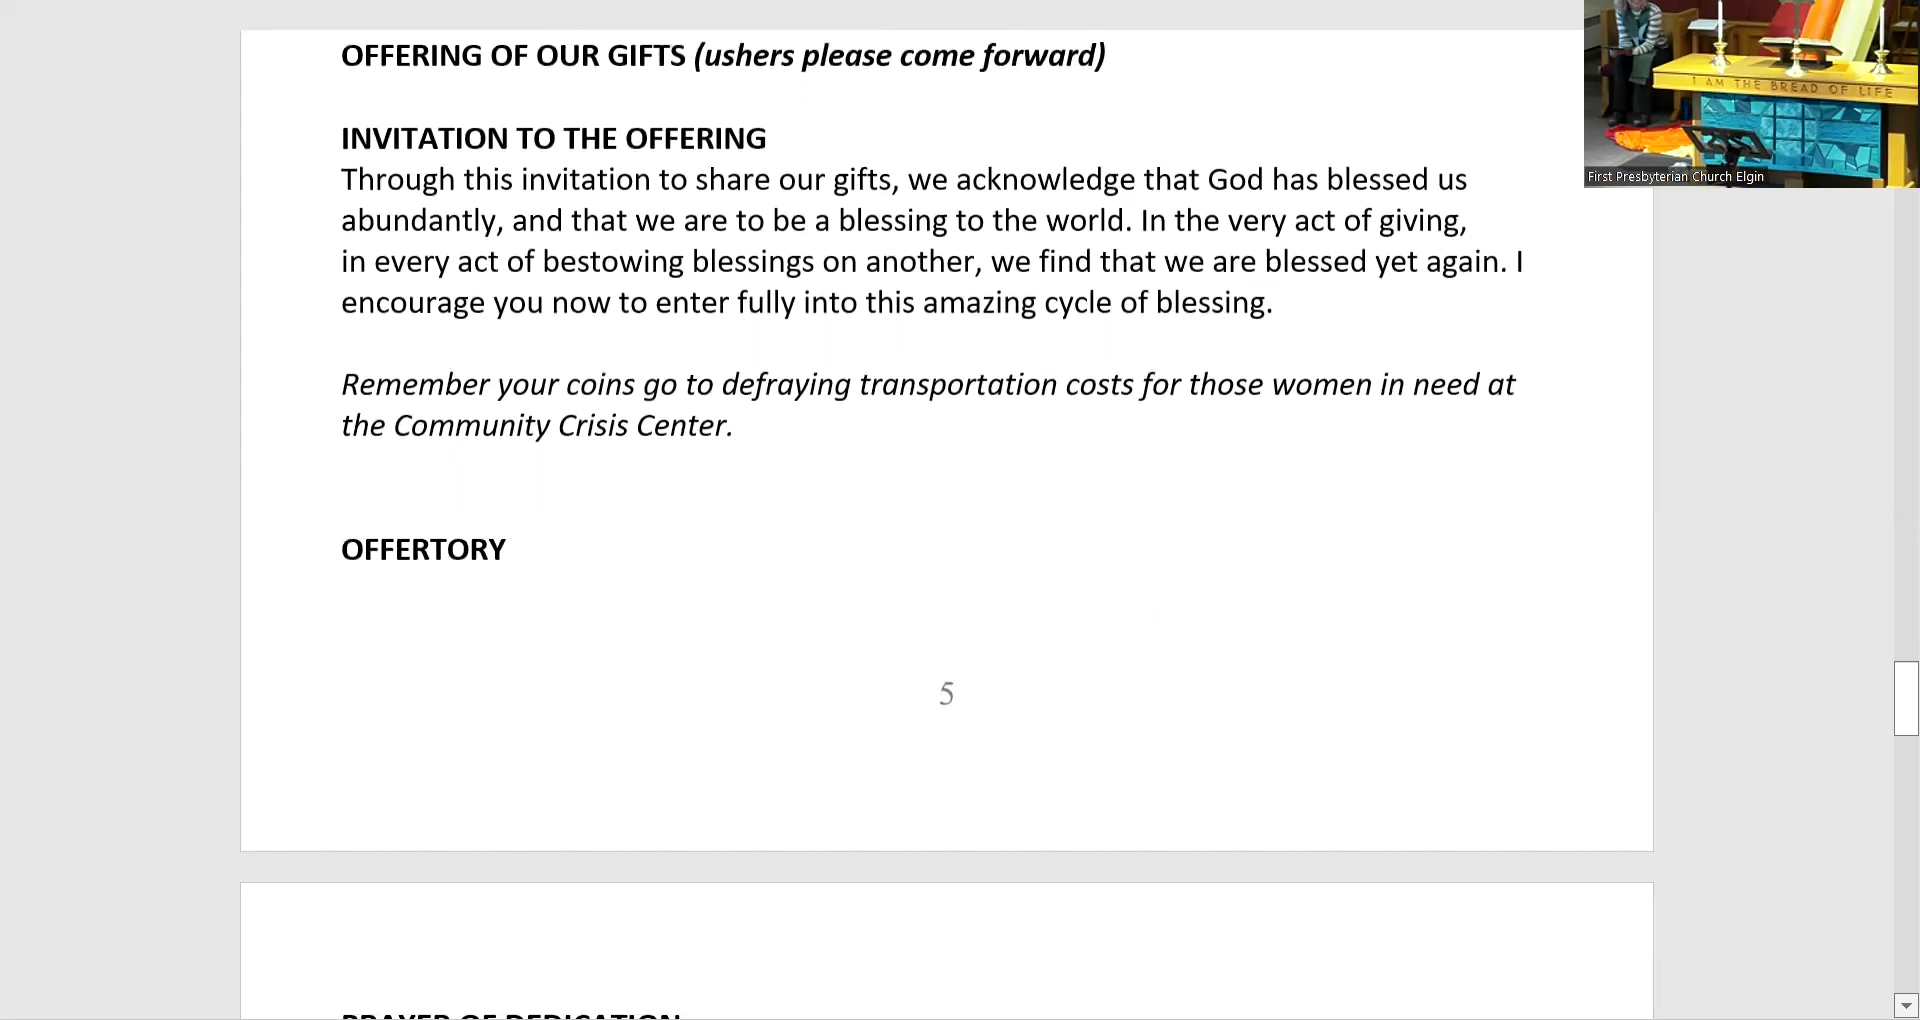 OFFERING OF OUR GIFTS (ushers please come forward)
INVITATION TO THE OFFERING
Through this invitation to share our gifts, we acknowledge that God has blessed us
abundantly, and that we are to be a blessing to the world. In the very act of giving,
in every act of bestowing blessings on another, we find that we are blessed yet again. I
encourage you now to enter fully into this amazing cycle of blessing.
Remember your coins go to defraying transportation costs for those women in need at
the Community Crisis Center.
OFFERTORY
5
PRAYER OF DEDICATION
I AM THE BREAD OF LIFE
First Presbyterian Church Elgin